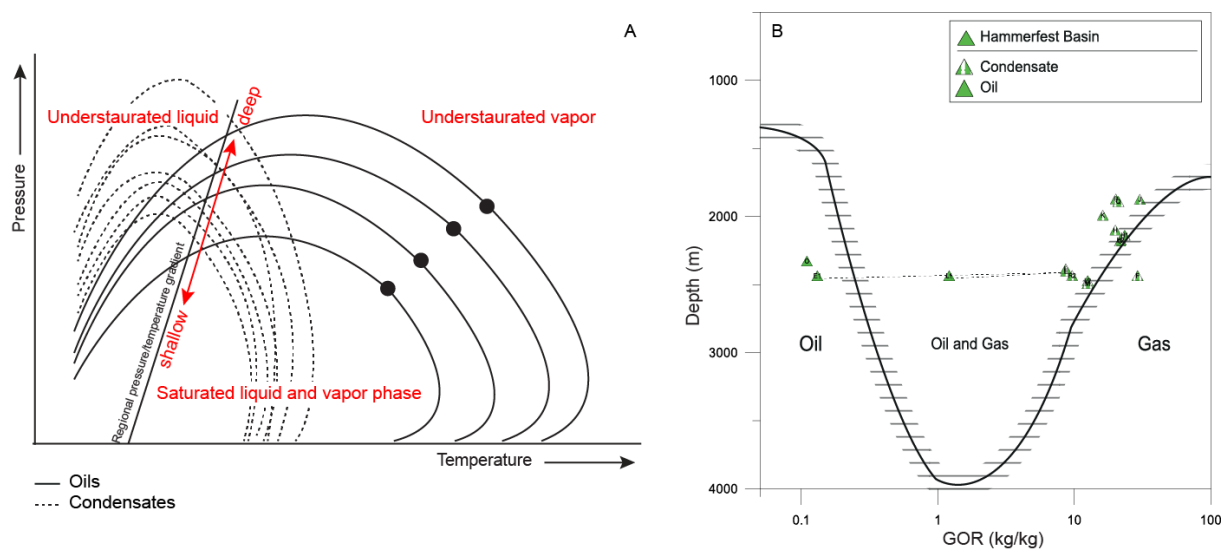 A
Pressure
Understaurated liquid
deep
Understaurated vapor
Regional pressure/temperature gradient
shallow
Saturated liquid and vapor phase
Temperature
Oils
Condensates
B
Hammerfest Basin
Condensate
Oil
1000
2000
3000
4000
Depth (m)
Oil
Oil and Gas
Gas
0.1
1
10
100
GOR (kg/kg)